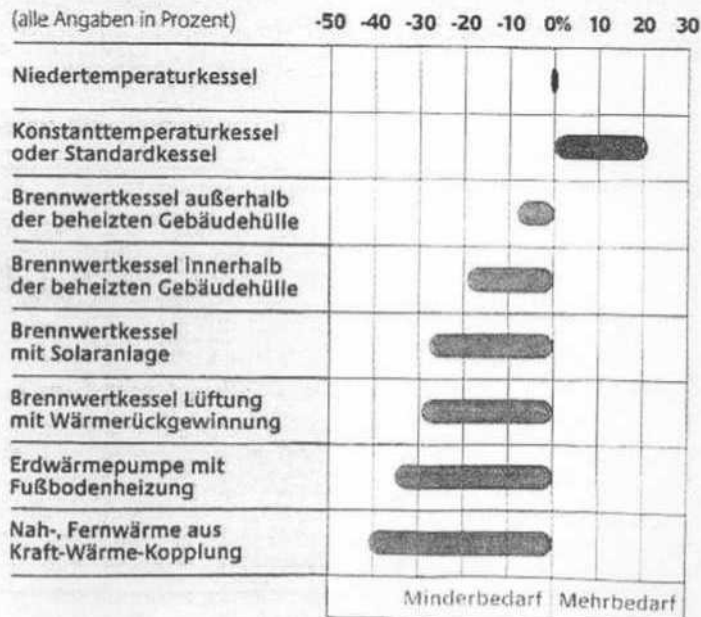 (alle Angaben in Prozent) -50 -40 -30 -20 -10 0% 10 20 30
Niedertemperaturkessel
Konstanttemperaturkessel
oder Standardkessel
Brennwertkessel außerhalb
der beheizten Gebäudehülle
Brennwertkessel innerhalb
der beheizten Gebäudehülle
Brennwertkessel
mit Solaranlage
Brennwertkessel Lüftung
mit Wärmerückgewinnung
Erdwärmepumpe mit
Fußbodenheizung
Nah-, Fernwärme aus
Kraft-Wärme-Kopplung
Minderbedarf Mehrbedarf